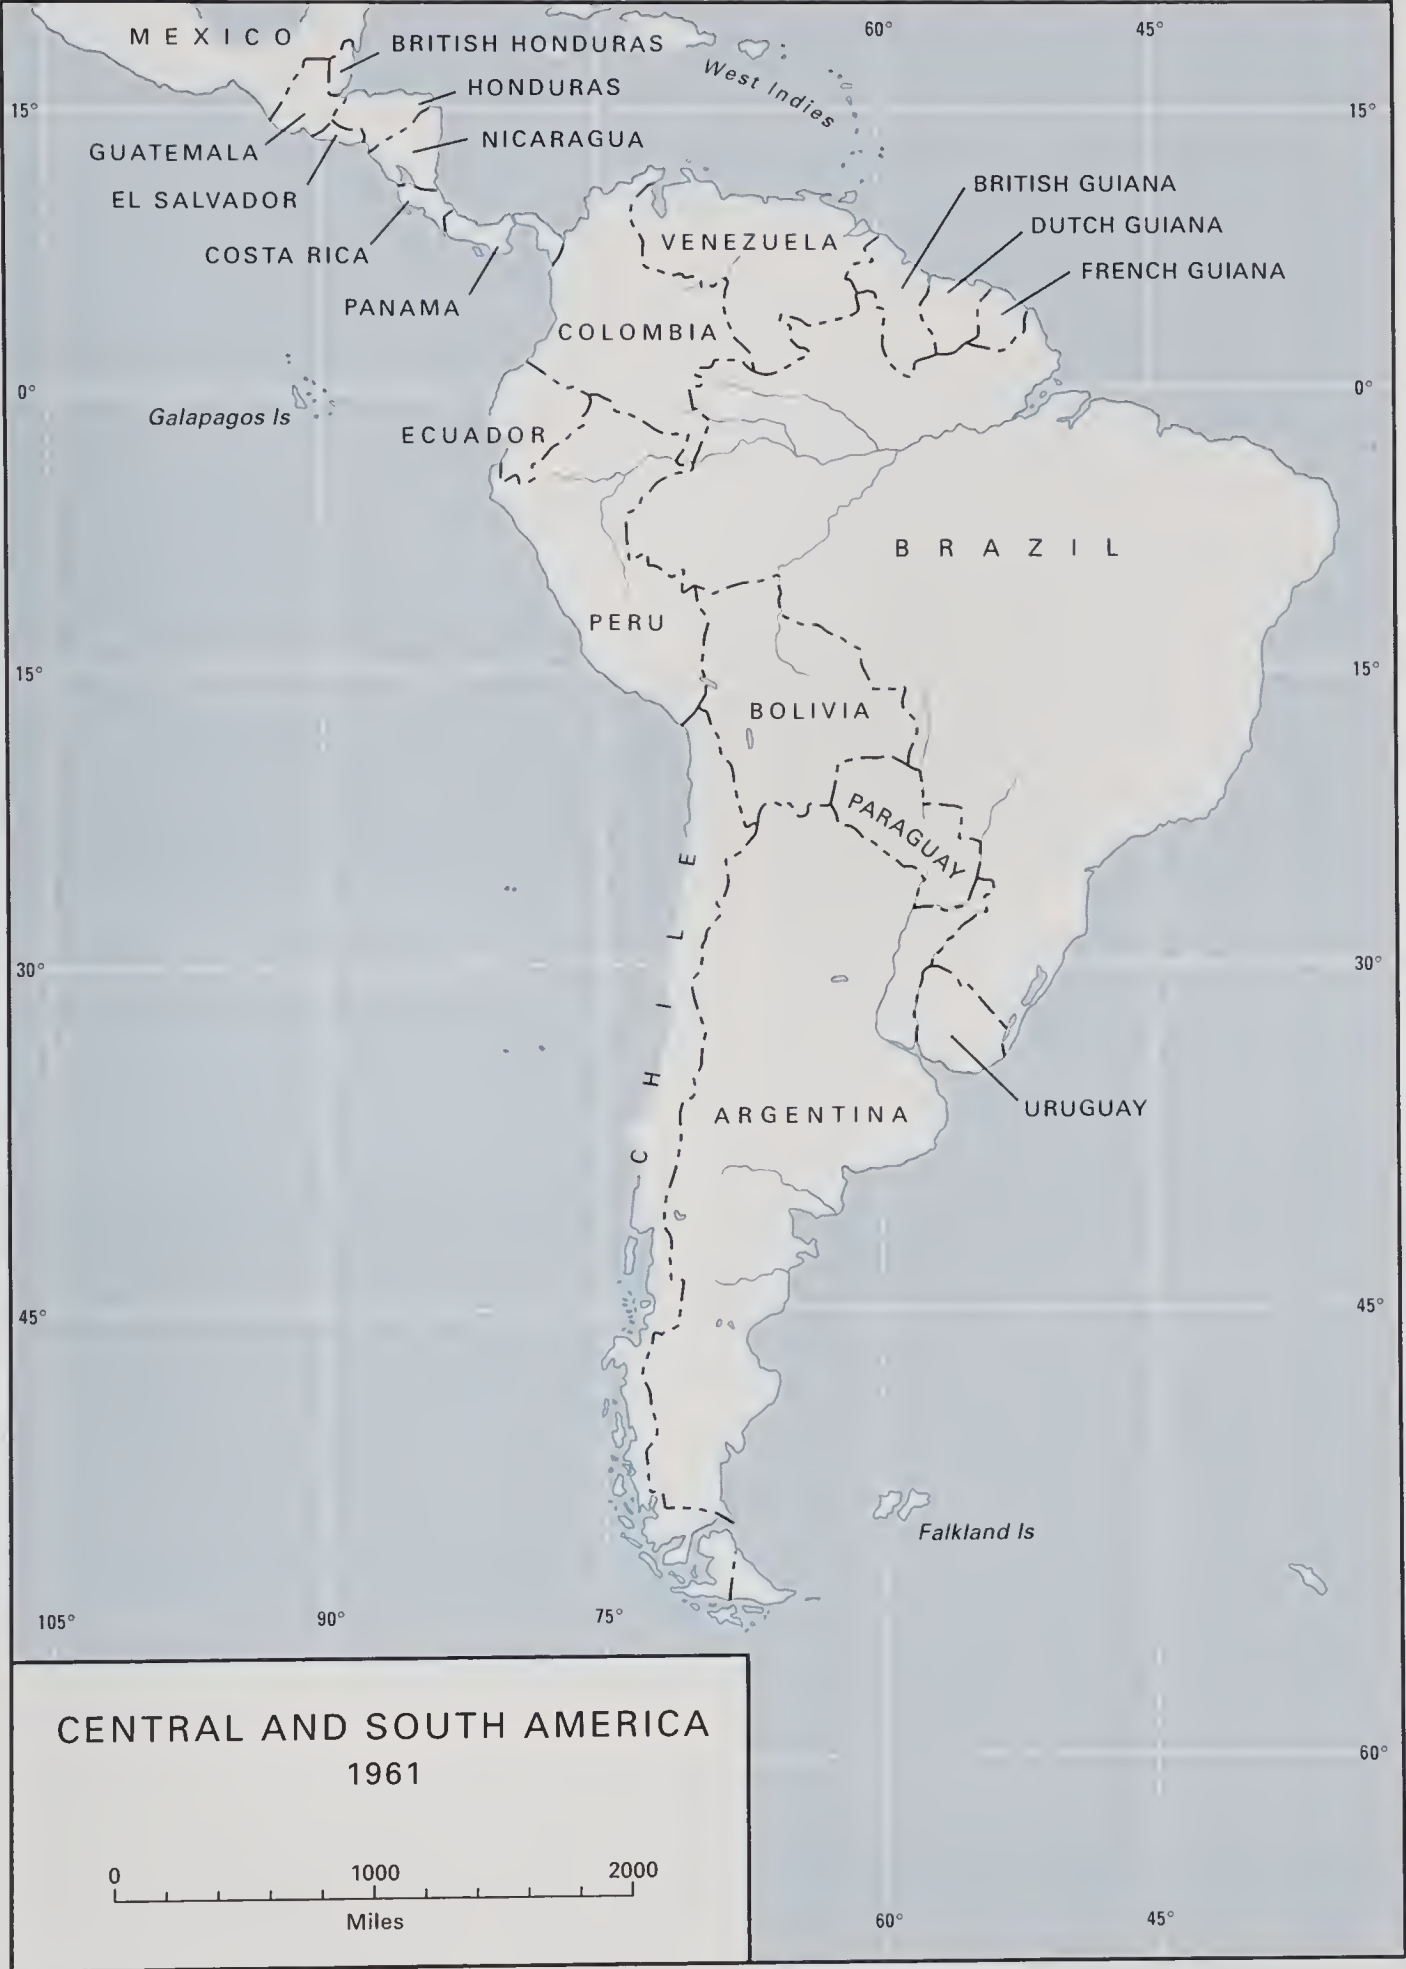 60°
45°
MEXICO
BRITISH HONDURAS
West Indies
HONDURAS
15°
15°
NICARAGUA
GUATEMALA
BRITISH GUIANA
EL SALVADOR
DUTCH GUIANA
VENEZUELA
COSTA RICA
FRENCH GUIANA
PANAMA
COLOMBIA
0°
0°
Galapagos Is
ECUADOR
BRAZIL
PERU
15°
15°
BOLIVIA
PARAGUAY
CHILE
30°
30°
ARGENTINA
URUGUAY
45°
45°
Falkland Is
105°
90°
75°
CENTRAL AND SOUTH AMERICA
1961
60°
0 1000 2000
Miles
60°
45°